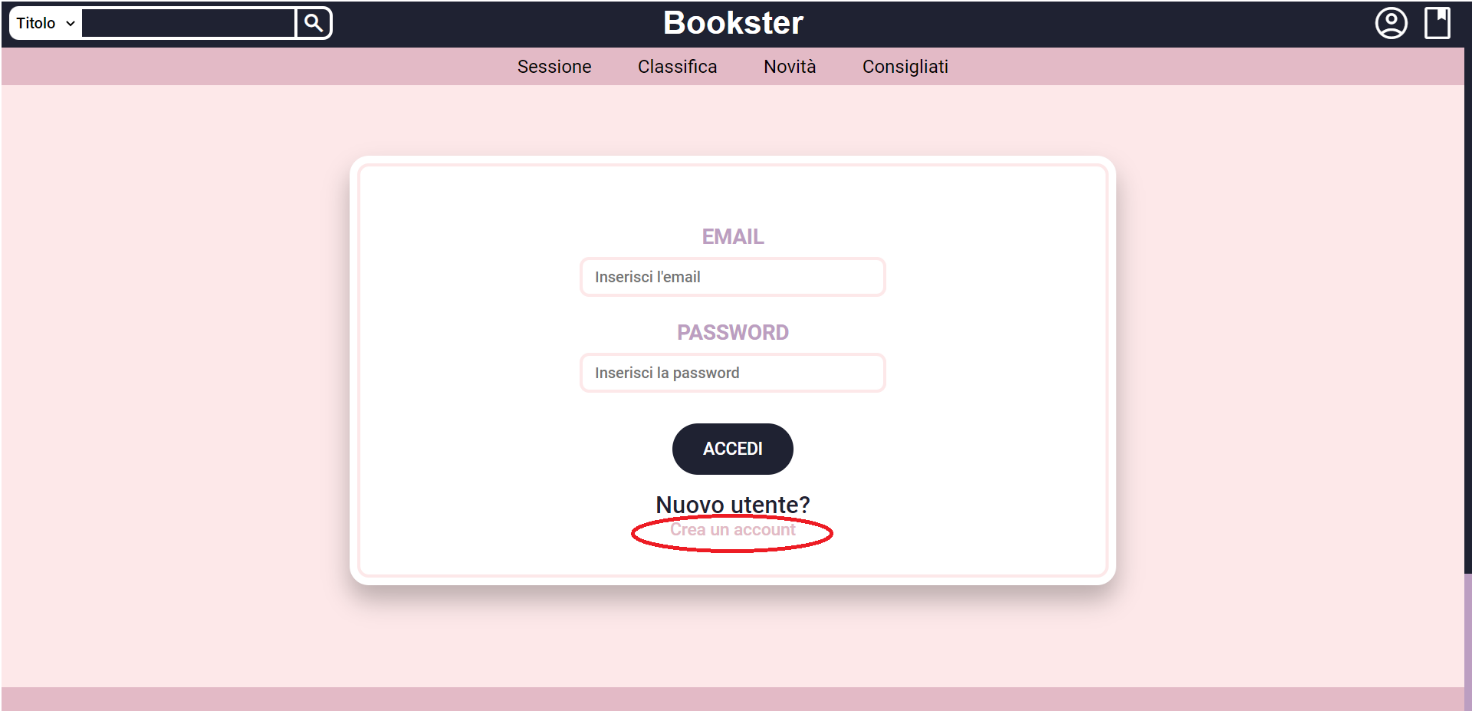 Titolo
Bookster
Sessione Classifica Novità Consigliati
EMAIL
Inserisci l'email
PASSWORD
Inserisci la password
ACCEDI
Nuovo utente?
Crea un account